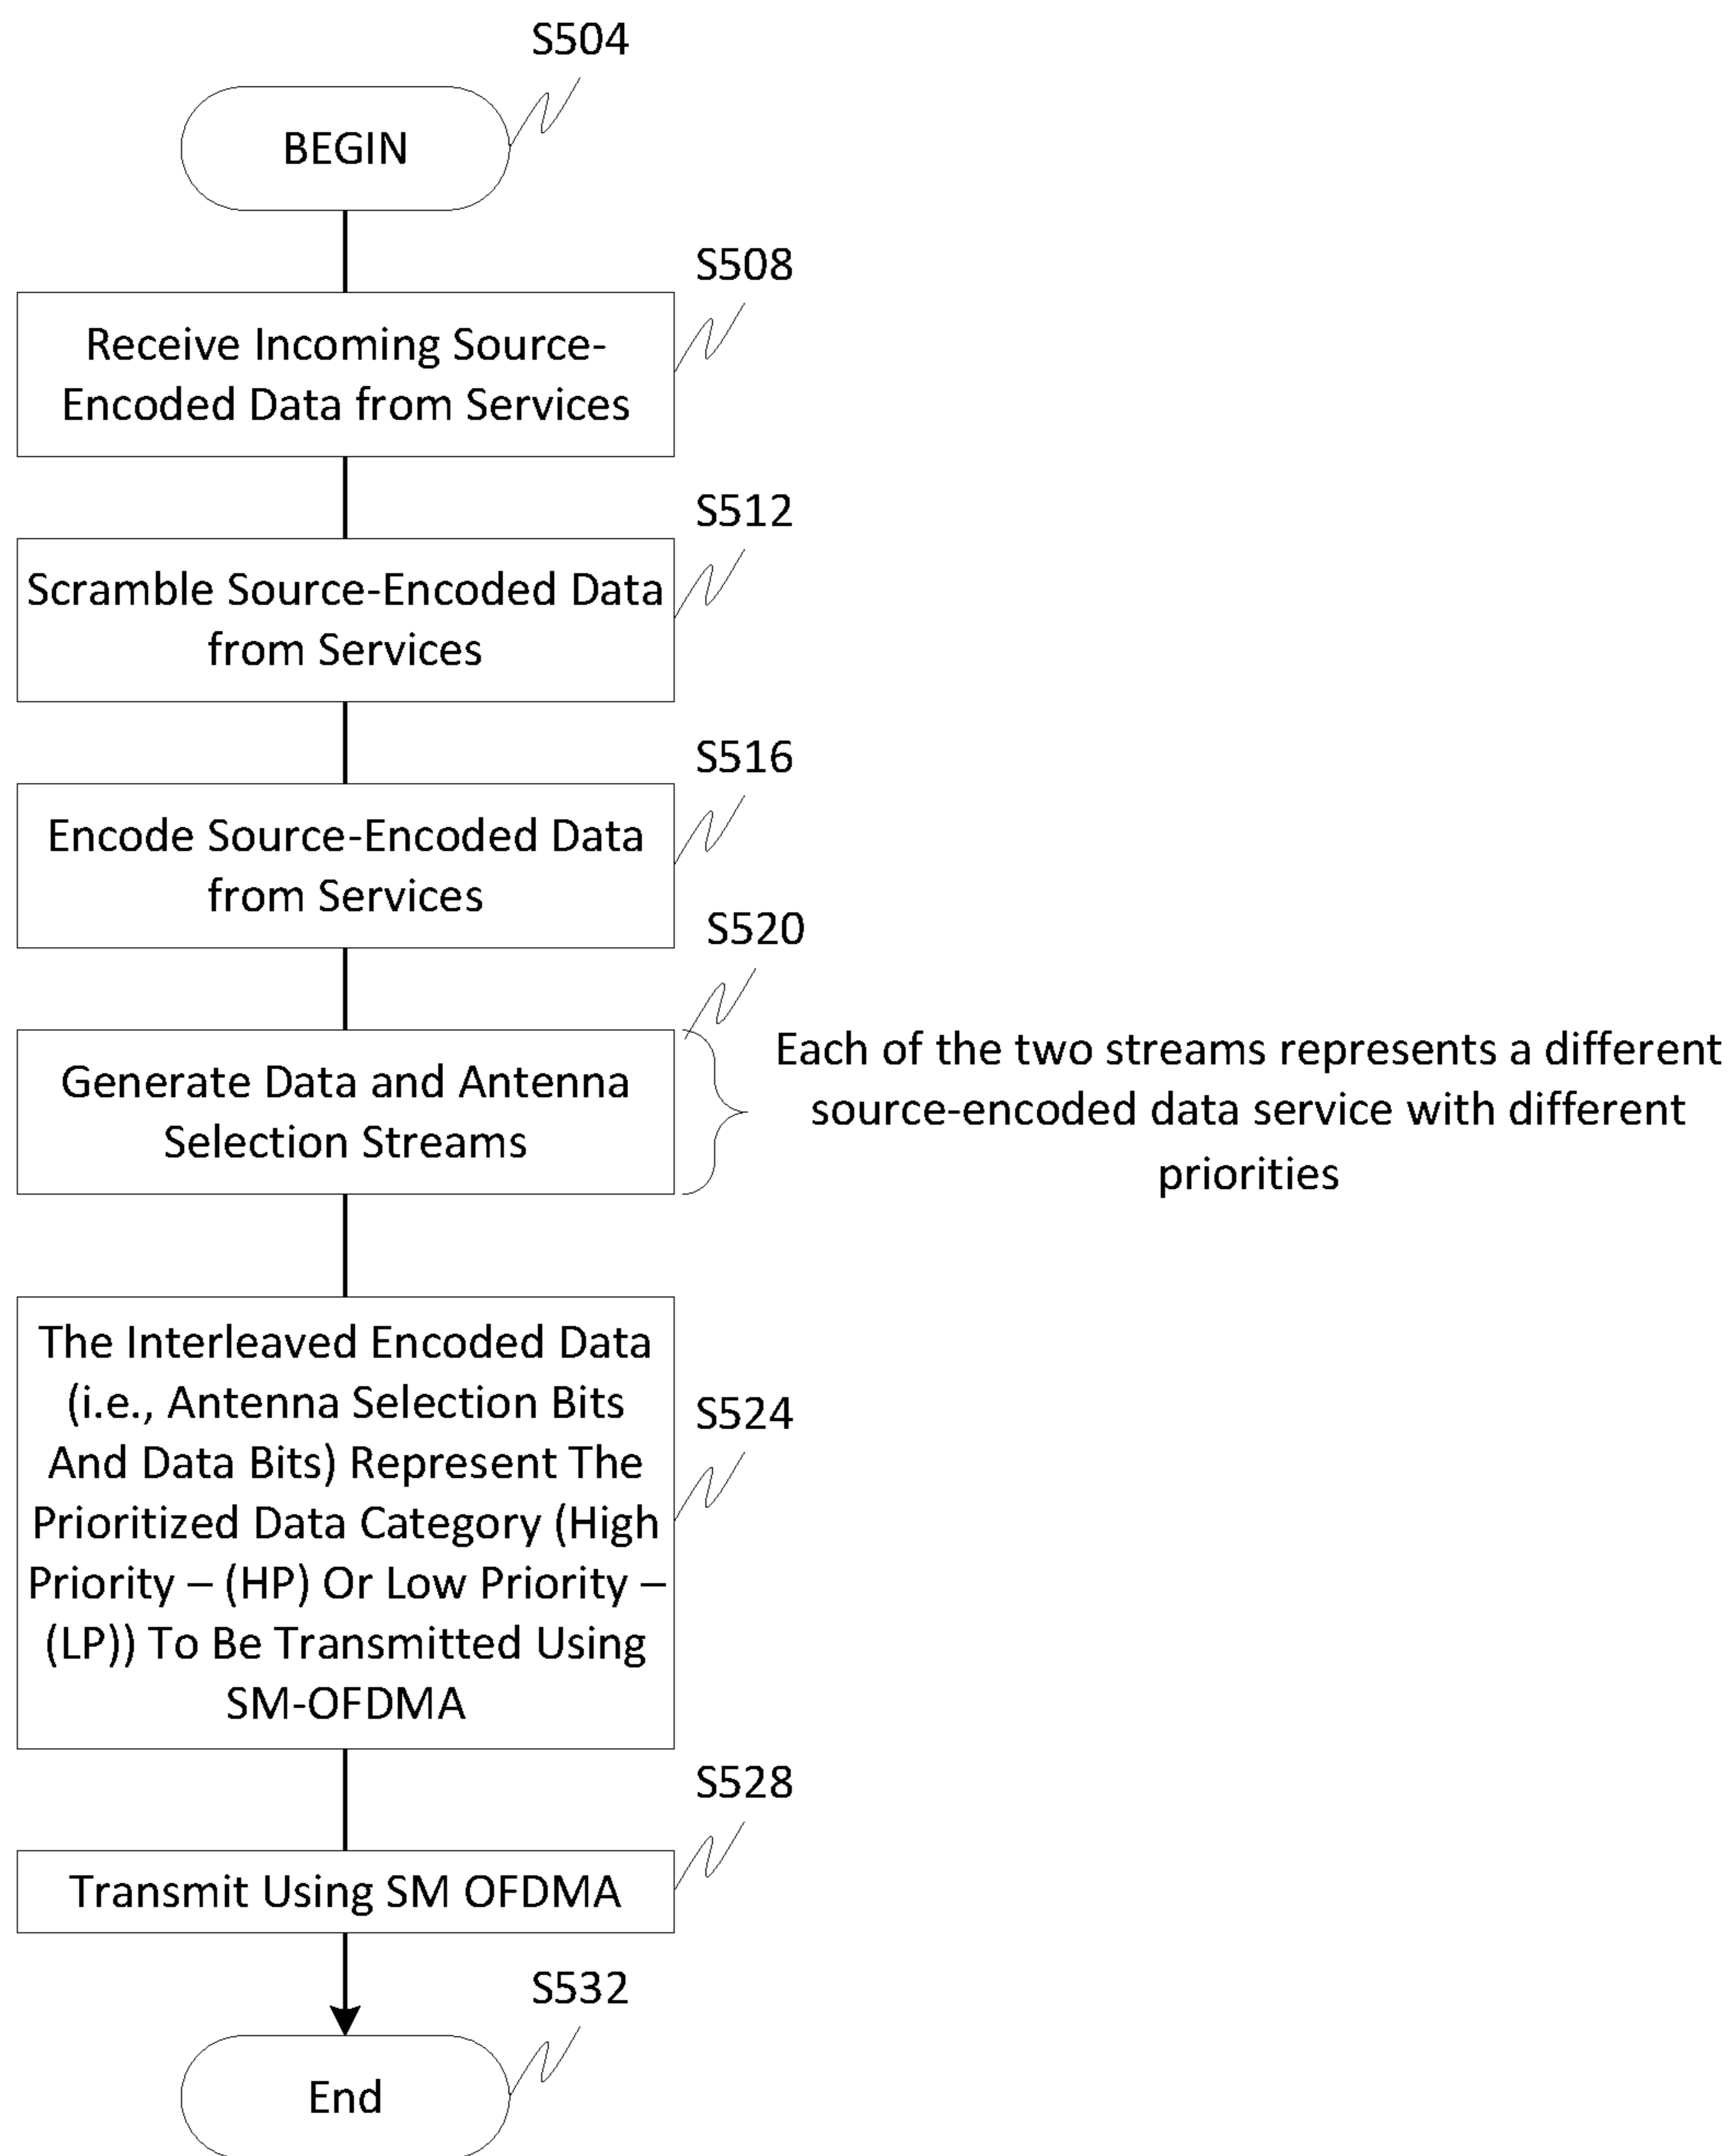 S504
BEGIN
S508
Receive Incoming Source-
Encoded Data from Services
S512
Scramble Source-Encoded Data
from Services
S516
Encode Source-Encoded Data
from Services
S520
Generate Data and Antenna
Selection Streams
Each of the two streams represents a different
source-encoded data service with different
priorities
The Interleaved Encoded Data
(i.e., Antenna Selection Bits
And Data Bits) Represent The
Prioritized Data Category (High
Priority – (HP) Or Low Priority –
(LP)) To Be Transmitted Using
SM-OFDMA
S524
S528
Transmit Using SM OFDMA
S532
End